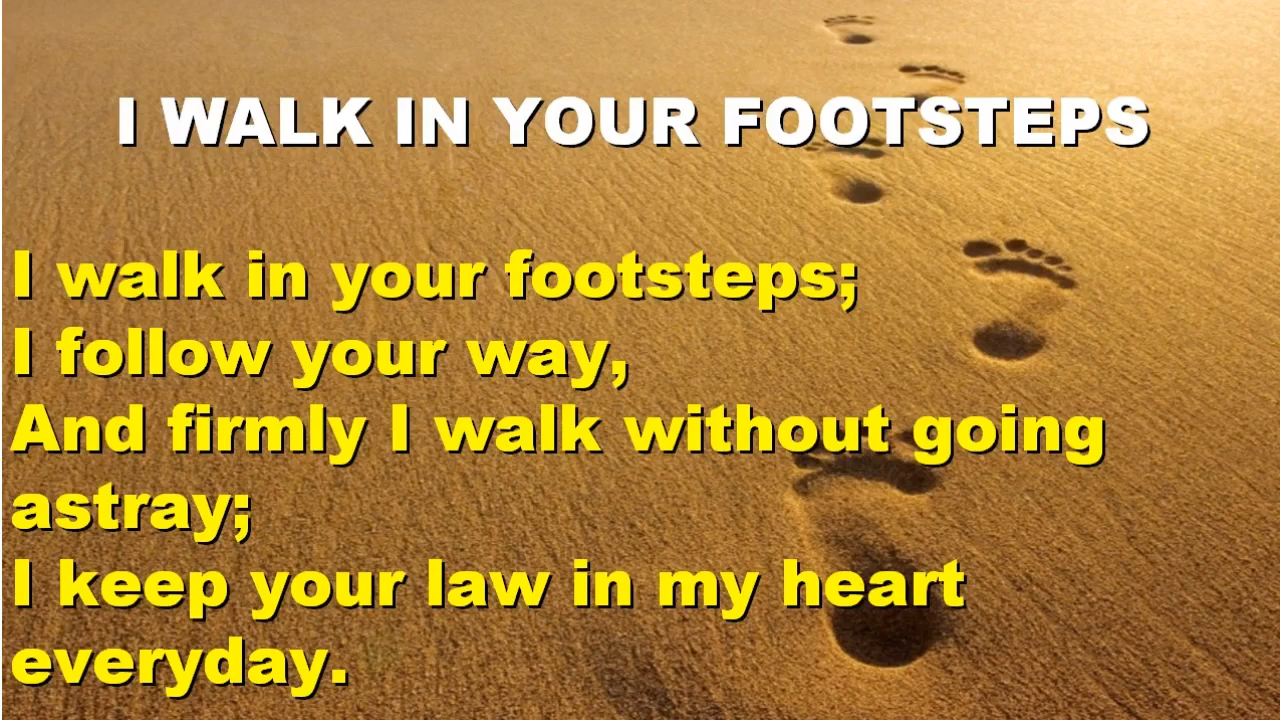 I WALK IN YOUR FOOTSTEPS
I walk in your footsteps;
I follow your way,
And firmly I walk without going
astray;
I keep your law in my heart
everyday.